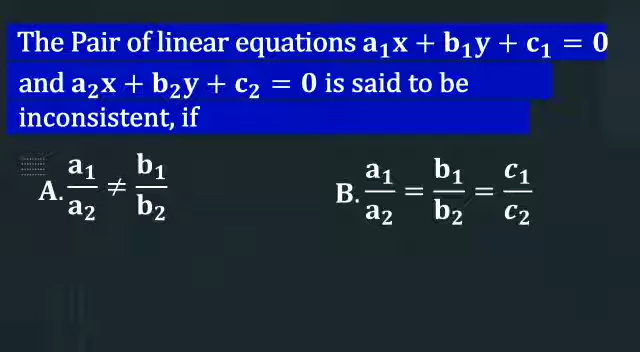 The Pair of linear equations a₁x + b₁y + c₁ = 0
and a₂x + b₂y + c₂ = 0 is said to be
inconsistent, if
A. a₁/a₂ ≠ b₁/b₂
B. a₁/a₂ = b₁/b₂ = c₁/c₂